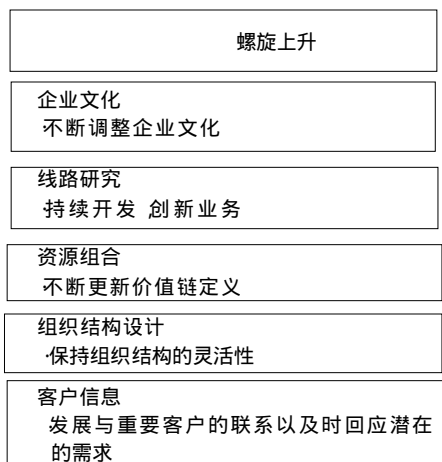 螺旋上升
企业文化
·不断调整企业文化
线路研究
·持续开发 创新业务
资源组合
·不断更新价值链定义
组织结构设计
·保持组织结构的灵活性
客户信息
发展与重要客户的联系以及时回应潜在
的需求